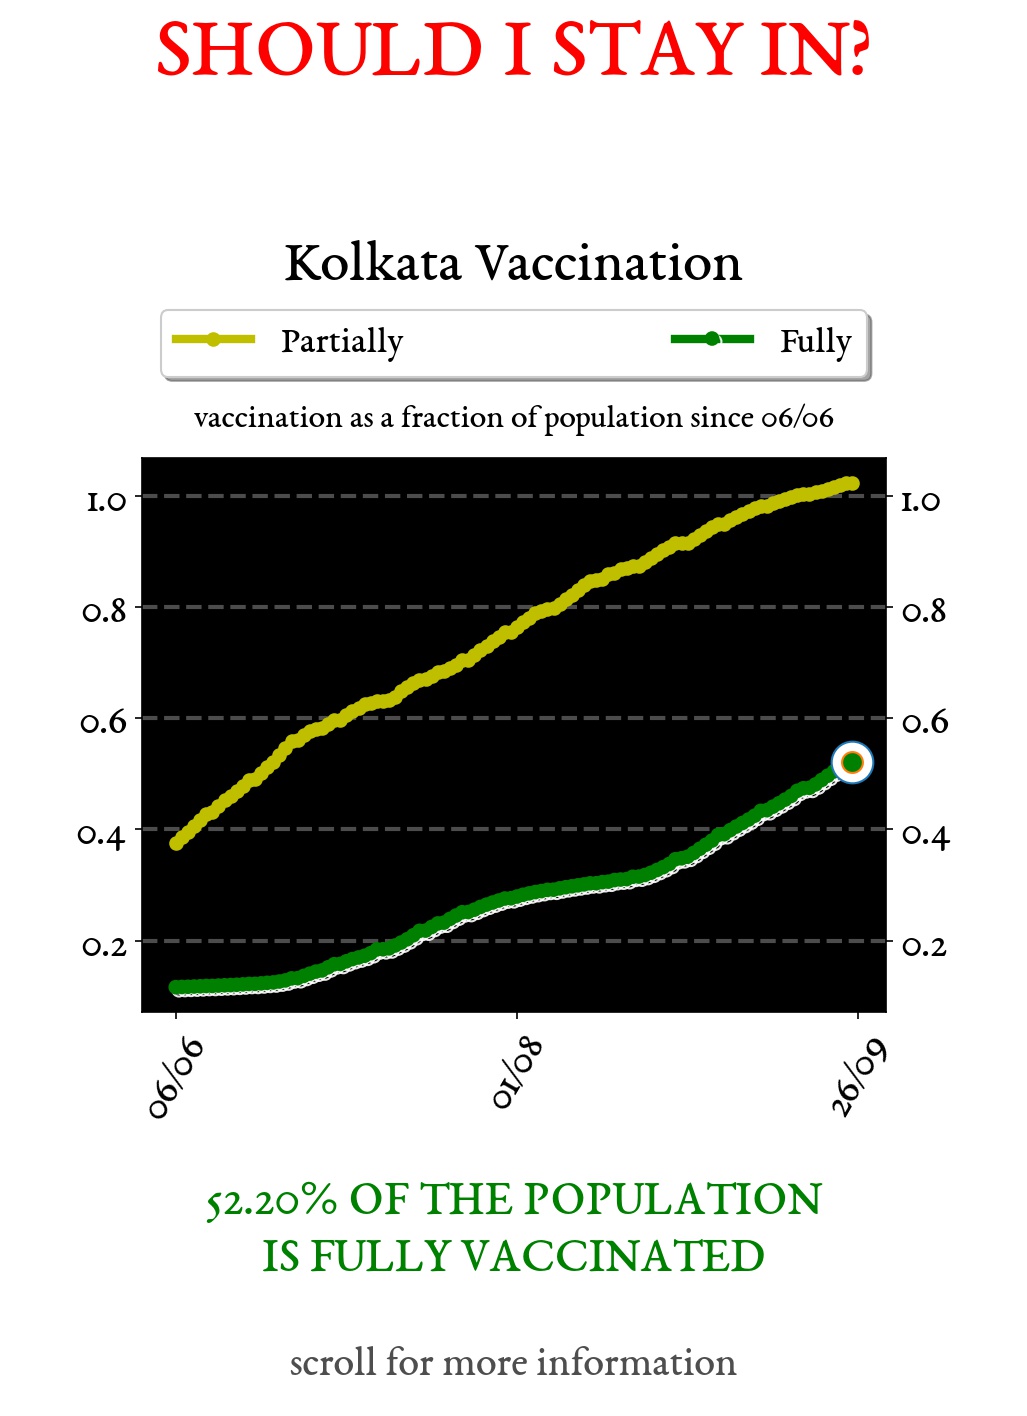 SHOULD I STAY IN?
Kolkata Vaccination
Partially Fully
vaccination as a fraction of population since 06/06
1.0 1.0
0.8 0.8
0.6 0.6
0.4 0.4
0.2 0.2
06/06 01/08 26/09
52.20% OF THE POPULATION
IS FULLY VACCINATED
scroll for more information